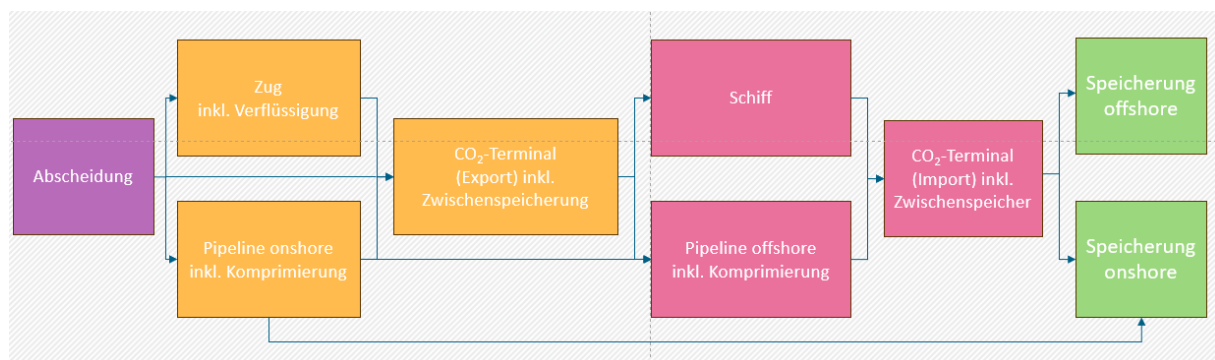 Abscheidung
Zug
inkl. Verflüssigung
Pipeline onshore
inkl. Komprimierung
CO₂-Terminal
(Export) inkl.
Zwischenspeicherung
Schiff
Pipeline offshore
inkl. Komprimierung
CO₂-Terminal
(Import) inkl.
Zwischenspeicher
Speicherung
offshore
Speicherung
onshore